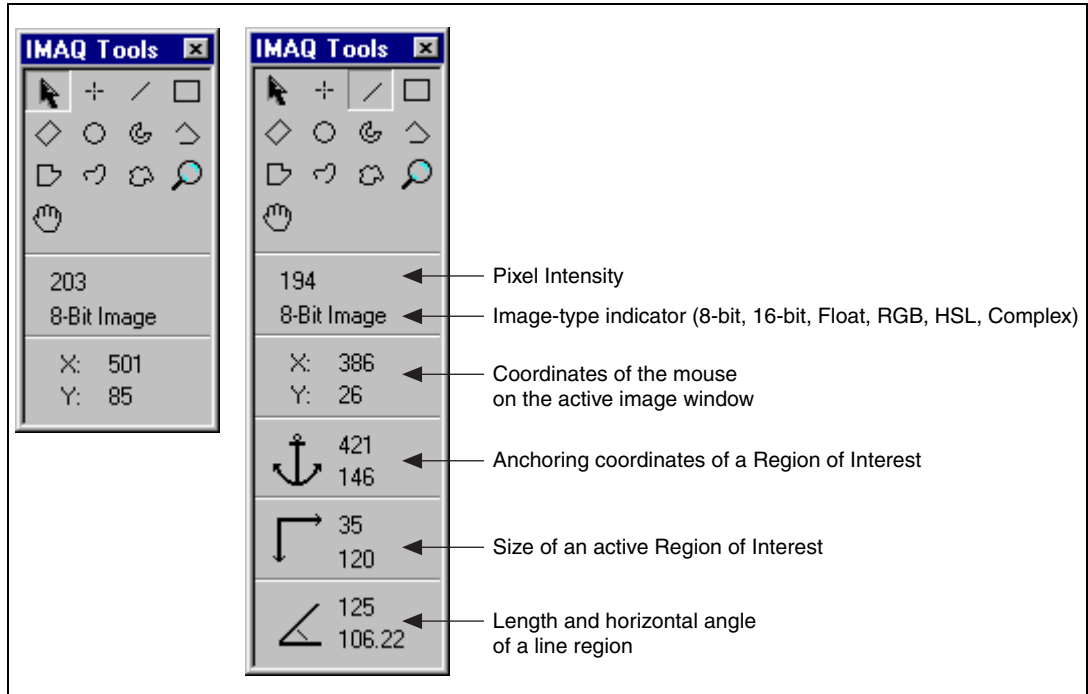 IMAQ Tools
203
8-Bit Image
X: 501
Y: 85
IMAQ Tools
194
8-Bit Image
X: 386
Y: 26
421
146
35
120
125
106.22
Pixel Intensity
Image-type indicator (8-bit, 16-bit, Float, RGB, HSL, Complex)
Coordinates of the mouse
on the active image window
Anchoring coordinates of a Region of Interest
Size of an active Region of Interest
Length and horizontal angle
of a line region